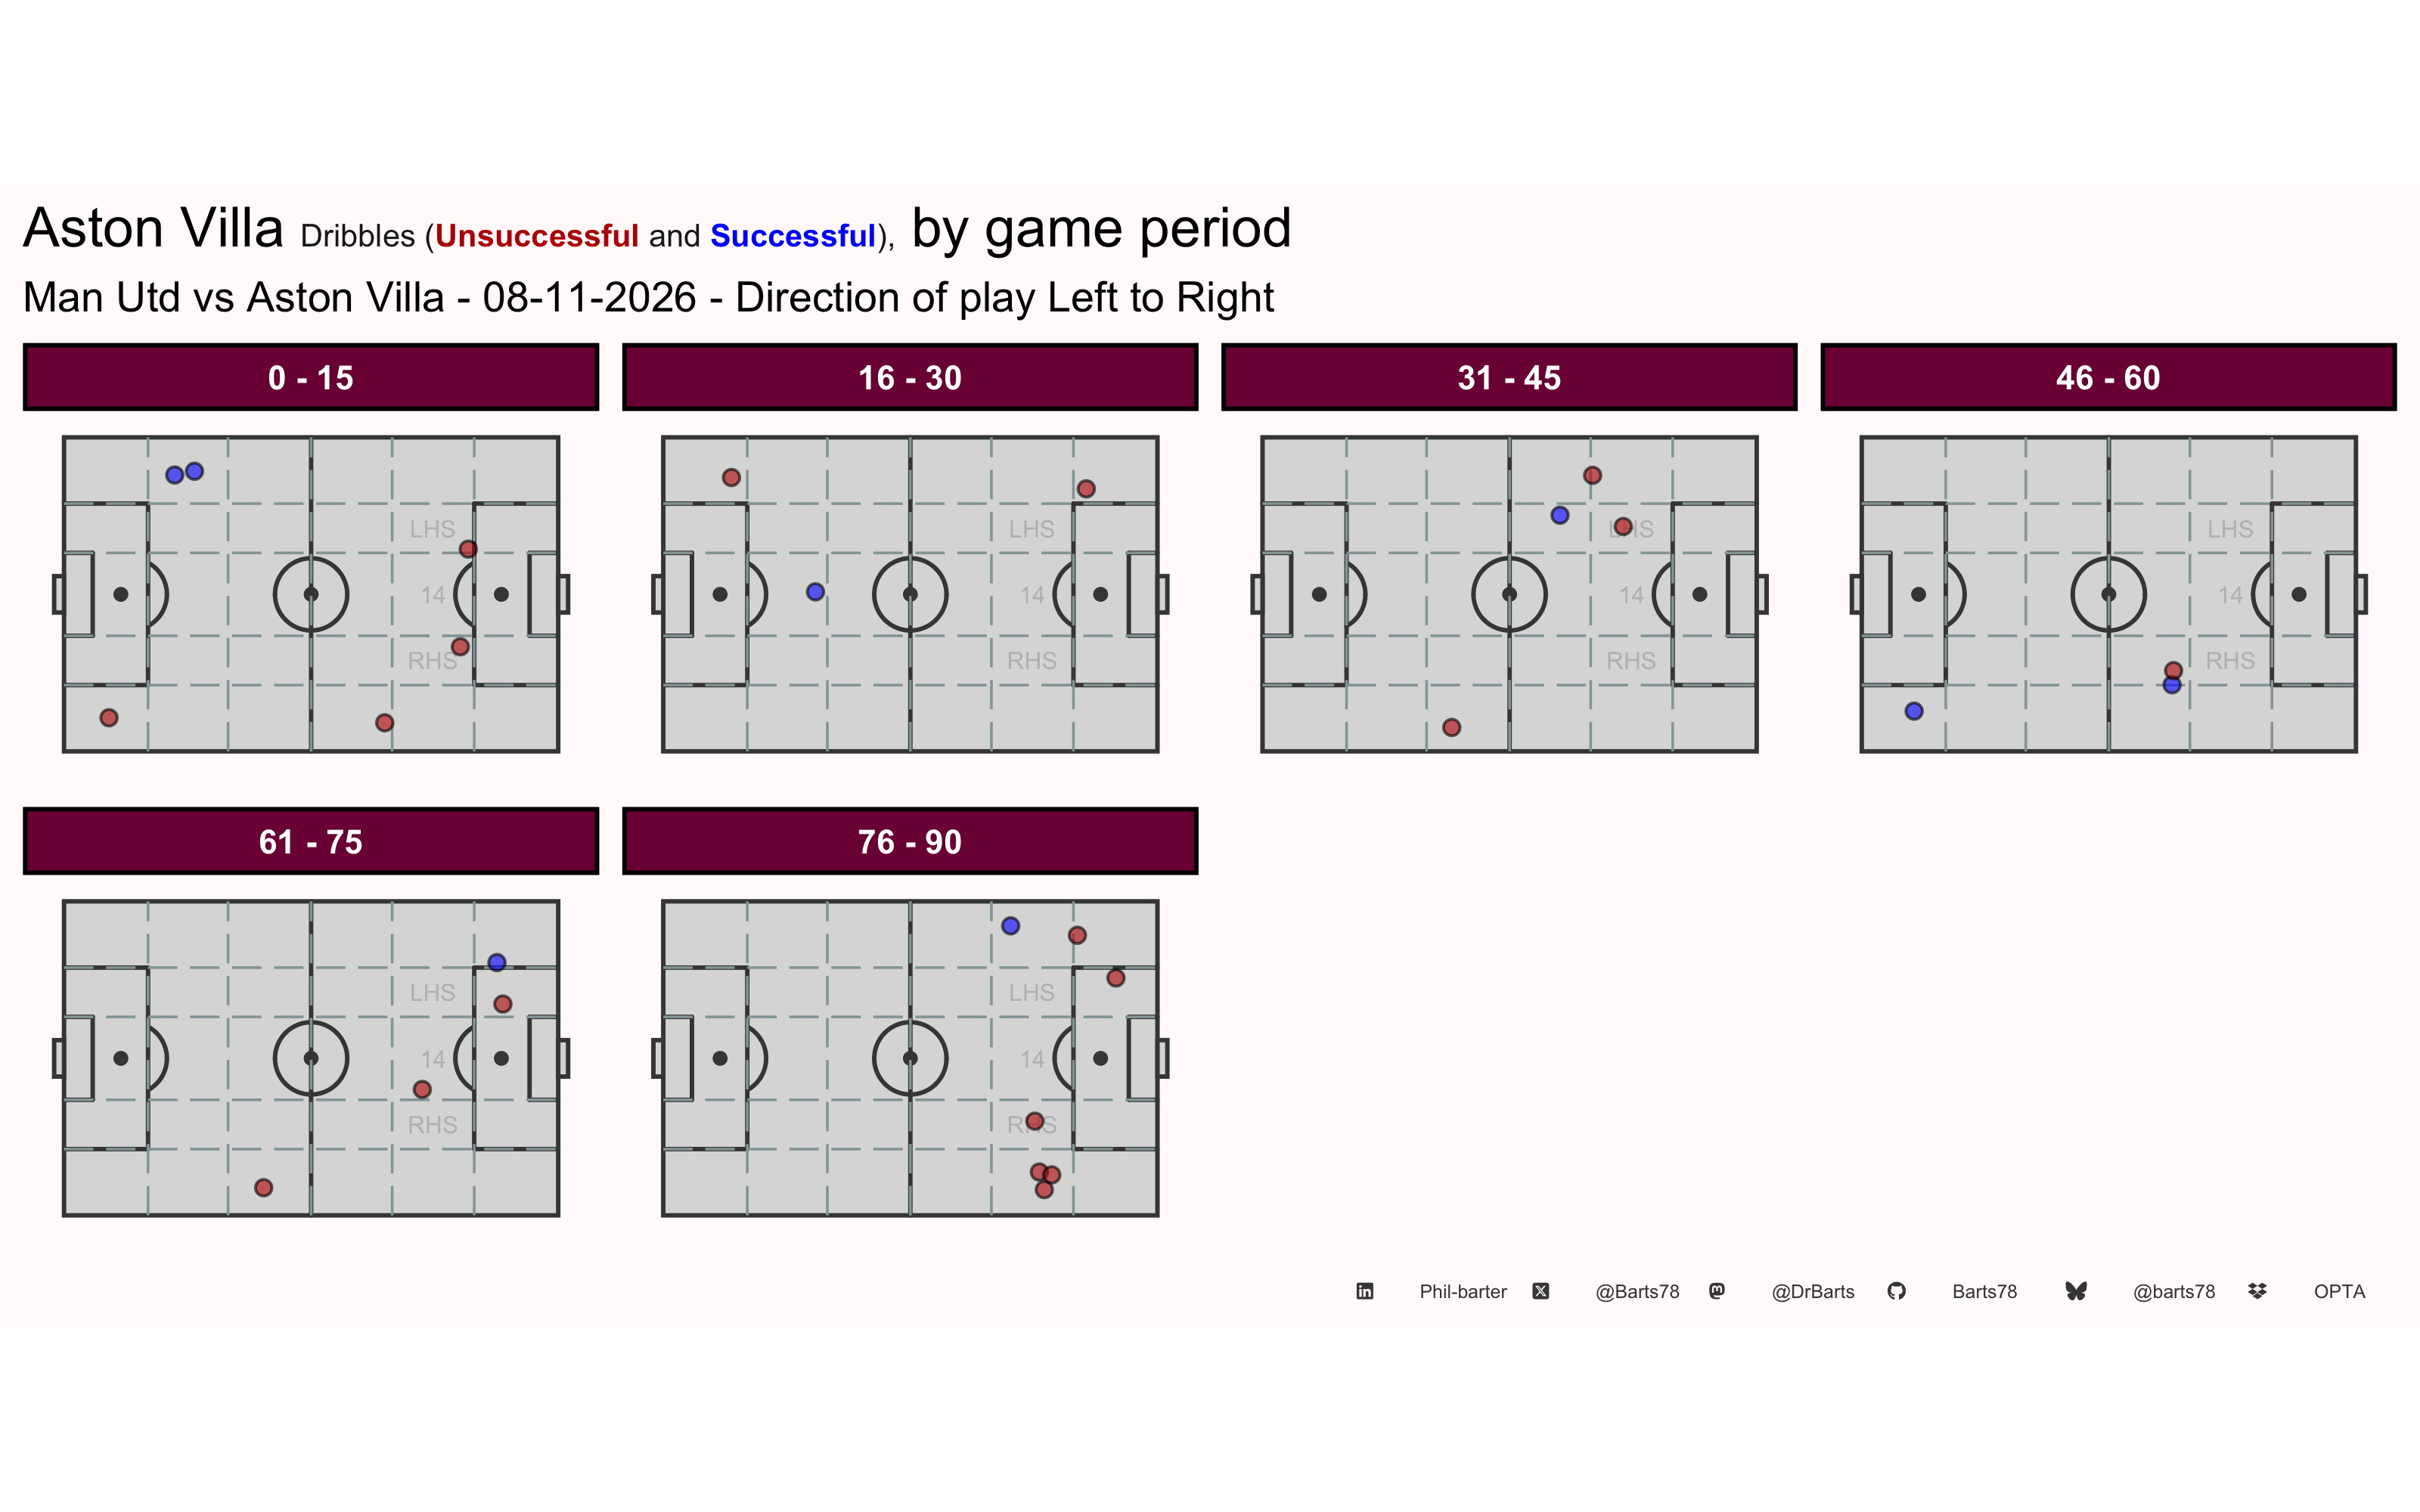 Aston Villa Dribbles (Unsuccessful and Successful), by game period
Man Utd vs Aston Villa - 08-11-2026 - Direction of play Left to Right
0 - 15
16 - 30
31 - 45
46 - 60
LHS
14
RHS
LHS
14
RHS
LHS
14
RHS
LHS
14
RHS
61 - 75
76 - 90
LHS
14
RHS
LHS
14
RHS
Phil-barter @Barts78 @DrBarts Barts78 @barts78 OPTA